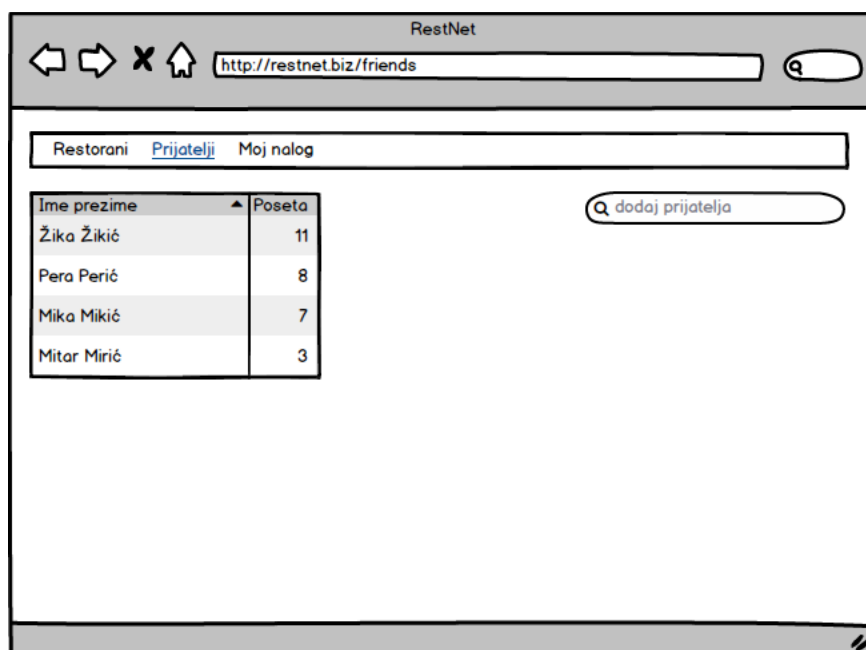 RestNet
http://restnet.biz/friends
Restorani Prijatelji Moj nalog
Ime prezime Poseta
dodaj prijatelja
Žika Žikić 11
Pera Perić 8
Mika Mikić 7
Mitar Mirić 3